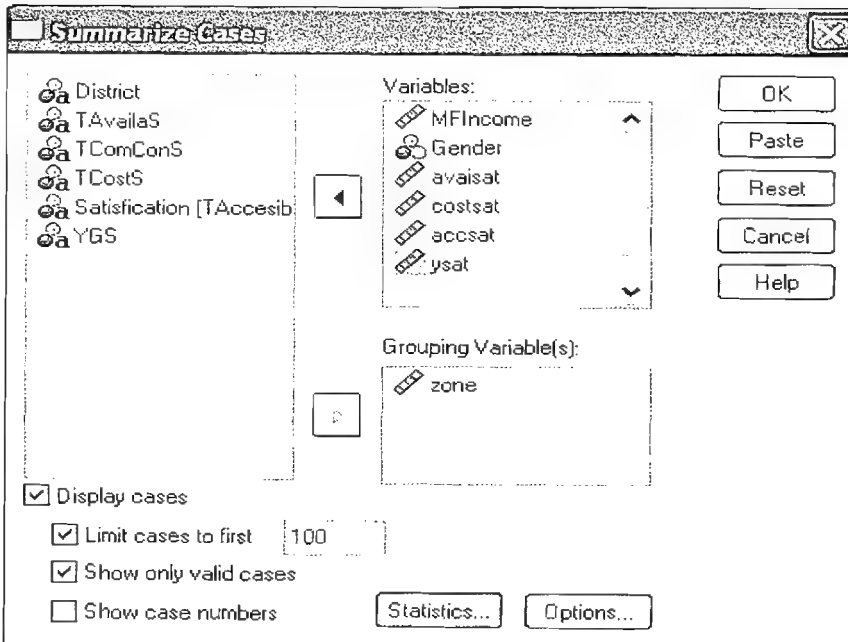 Summarize Cases
District
TAvailaS
TComConS
TCostS
Satisfication [TAccesib
YGS
Variables:
MFIncome
Gender
avaisat
costsat
accsat
ysat
Grouping Variable(s):
zone
OK
Paste
Reset
Cancel
Help
Display cases
Limit cases to first 100
Show only valid cases
Show case numbers
Statistics...
Options...